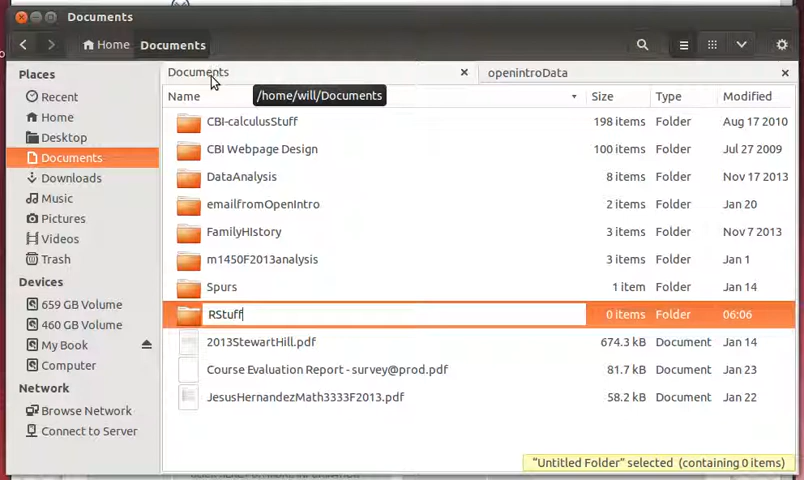 Documents
Home Documents
Places
Recent
Home
Desktop
Documents
Downloads
Music
Pictures
Videos
Trash
Devices
659 GB Volume
460 GB Volume
My Book
Computer
Network
Browse Network
Connect to Server
Documents openintroData
/home/will/Documents
Name Size Type Modified
CBI-calculusStuff 198 items Folder Aug 17 2010
CBI Webpage Design 100 items Folder Jul 27 2009
DataAnalysis 8 items Folder Nov 17 2013
emailfromOpenIntro 2 items Folder Jan 20
FamilyHIstory 3 items Folder Nov 7 2013
m1450F2013analysis 3 items Folder Jan 1
Spurs 1 item Folder Jan 14
RStuff 0 items Folder 06:06
2013StewartHill.pdf 674.3 kB Document Jan 14
Course Evaluation Report - survey@prod.pdf 81.7 kB Document Jan 23
JesusHernandezMath3333F2013.pdf 58.2 kB Document Jan 22
"Untitled Folder" selected (containing 0 items)